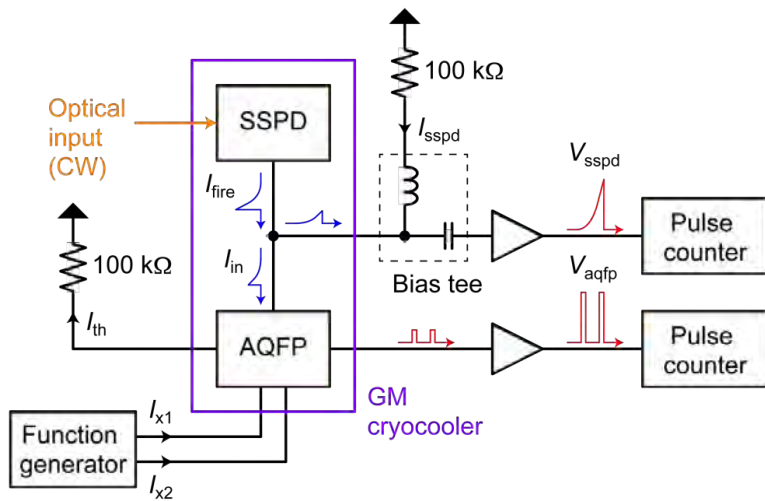 100 kΩ
Optical
input
(CW)
SSPD
I_sspd
V_sspd
I_fire
Pulse
counter
100 kΩ
I_in
Bias tee
V_aqfp
I_th
AQFP
Pulse
counter
GM
cryocooler
I_x1
Function
generator
I_x2